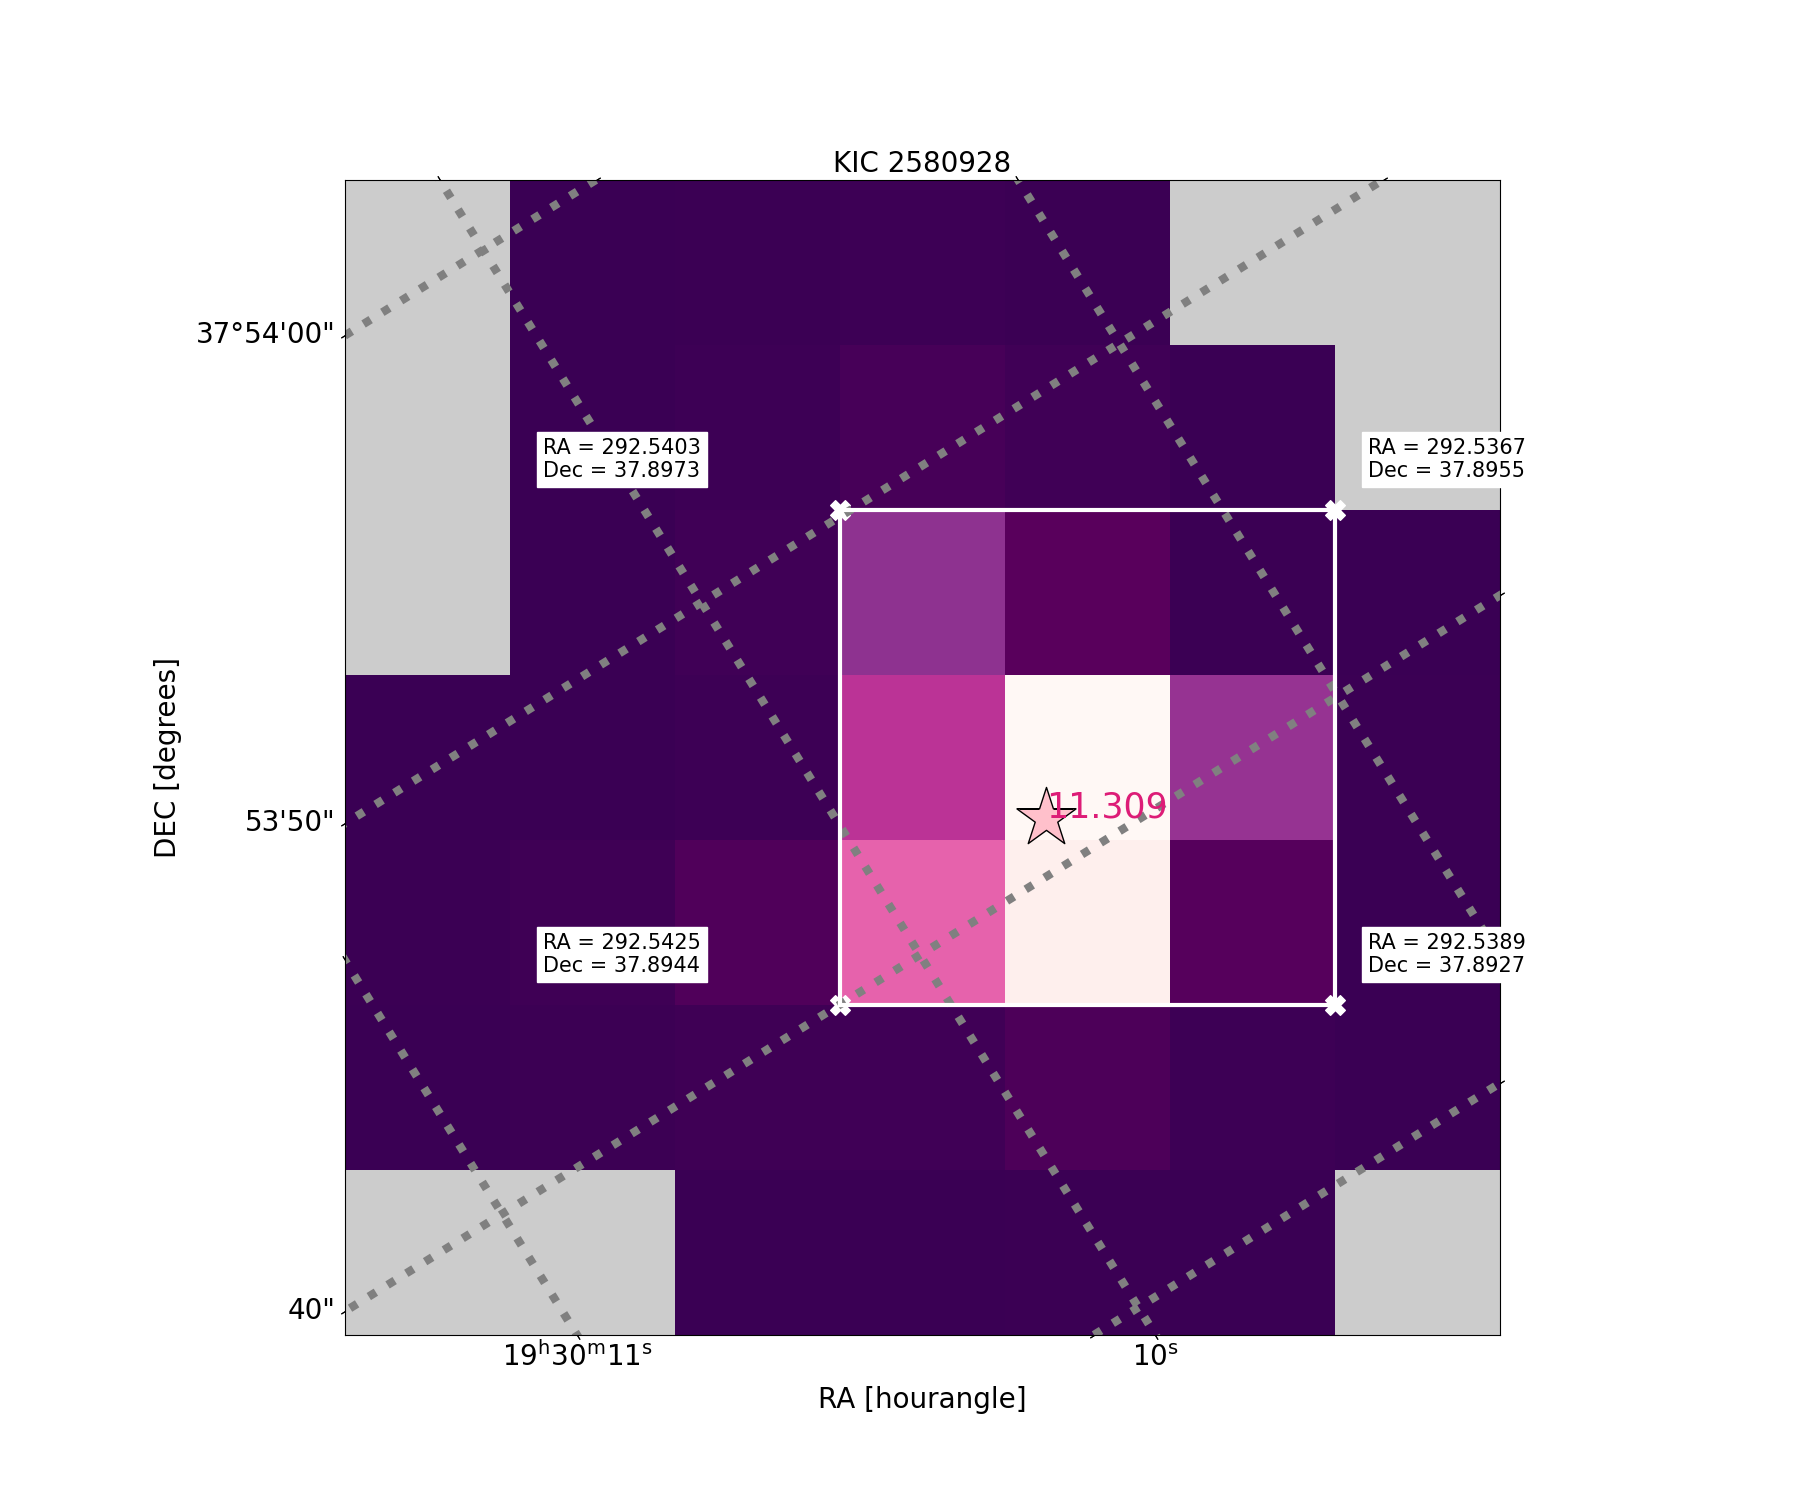 KIC 2580928
37°54'00"
RA = 292.5403
Dec = 37.8973
RA = 292.5367
Dec = 37.8955
53'50"
11.309
DEC [degrees]
RA = 292.5425
Dec = 37.8944
RA = 292.5389
Dec = 37.8927
40"
19ʰ30ᵐ11ˢ
10ˢ
RA [hourangle]